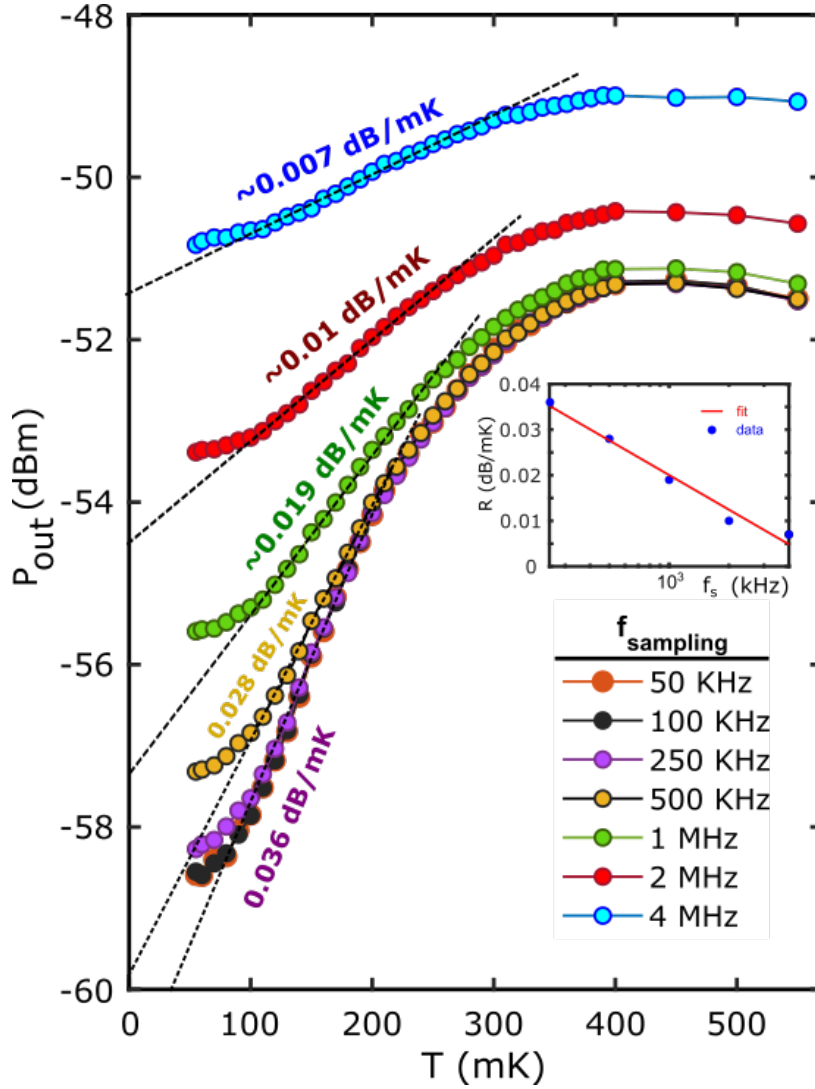 -48
-50
-52
-54
-56
-58
-60
P_out (dBm)
0 100 200 300 400 500
T (mK)
~0.007 dB/mK
~0.01 dB/mK
~0.019 dB/mK
0.028 dB/mK
0.036 dB/mK
0.04
0.03
0.02
0.01
0
R (dB/mK)
fit
data
10^3
f_s (kHz)
f_sampling
50 KHz
100 KHz
250 KHz
500 KHz
1 MHz
2 MHz
4 MHz